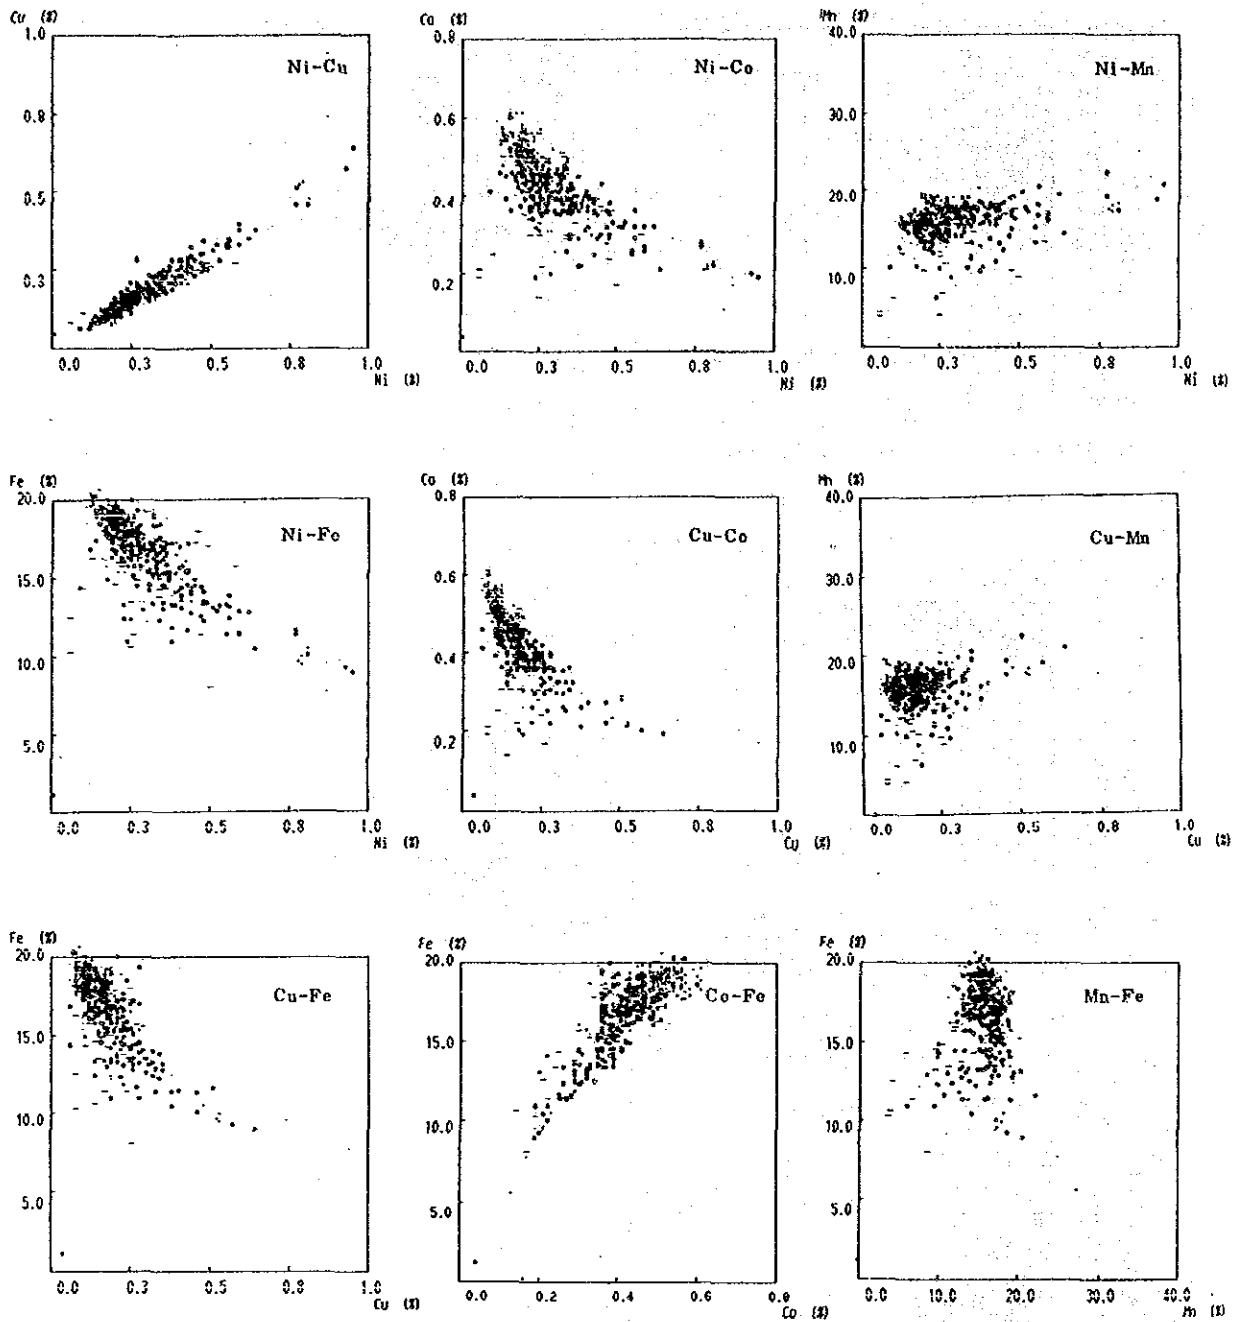 Cu (%) Co (%) Mn (%)
1.0 0.8 40.0
Ni-Cu Ni-Co Ni-Mn
0.8 0.6 30.0
0.5 0.4 20.0
0.3 0.2 10.0
0.0 0.3 0.5 0.8 1.0 0.0 0.3 0.5 0.8 1.0 0.0 0.3 0.5 0.8 1.0
Ni (%) Ni (%) Ni (%)
Fe (%) Co (%) Mn (%)
20.0 0.8 40.0
Ni-Fe Cu-Co Cu-Mn
15.0 0.6 30.0
10.0 0.4 20.0
5.0 0.2 10.0
0.0 0.3 0.5 0.8 1.0 0.0 0.3 0.5 0.8 1.0 0.0 0.3 0.5 0.8 1.0
Ni (%) Cu (%) Cu (%)
Fe (%) Fe (%) Fe (%)
20.0 20.0 20.0
Cu-Fe Co-Fe Mn-Fe
15.0 15.0 15.0
10.0 10.0 10.0
5.0 5.0 5.0
0.0 0.3 0.5 0.8 1.0 0.0 0.2 0.4 0.6 0.8 0.0 10.0 20.0 30.0 40.0
Cu (%) Co (%) Mn (%)